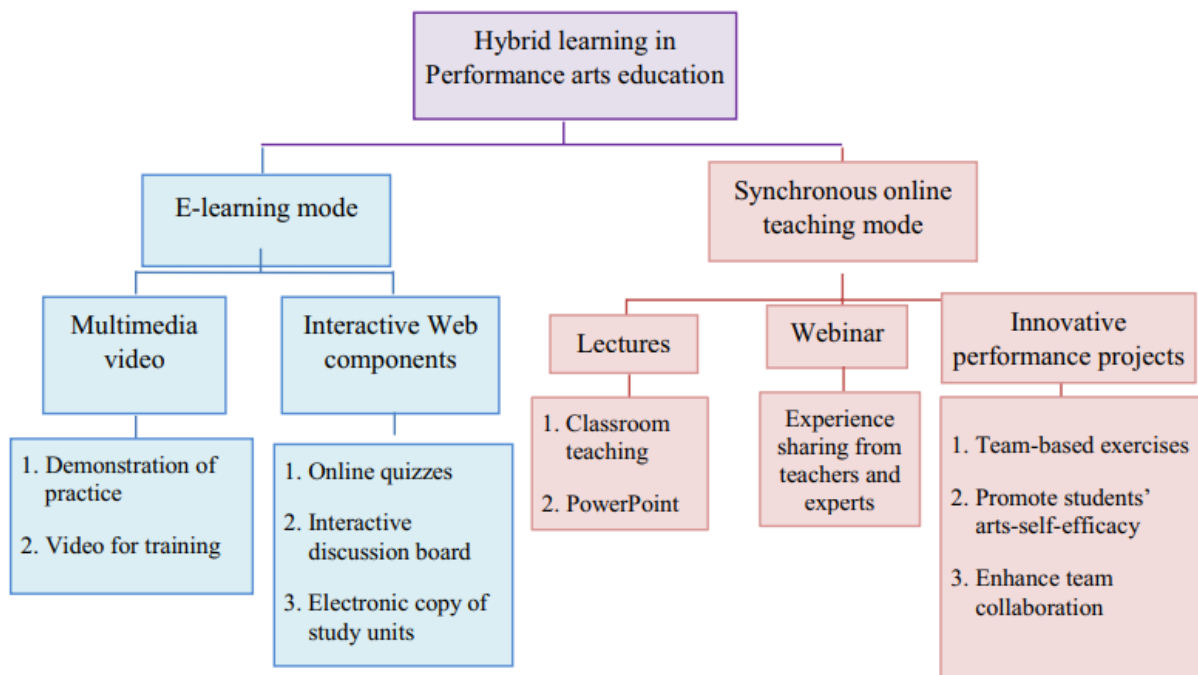 Hybrid learning in
Performance arts education
E-learning mode
Synchronous online
teaching mode
Multimedia
video
Interactive Web
components
Lectures
Webinar
Innovative
performance projects
1. Demonstration of
practice
2. Video for training
1. Online quizzes
2. Interactive
discussion board
3. Electronic copy of
study units
1. Classroom
teaching
2. PowerPoint
Experience
sharing from
teachers and
experts
1. Team-based exercises
2. Promote students’
arts-self-efficacy
3. Enhance team
collaboration